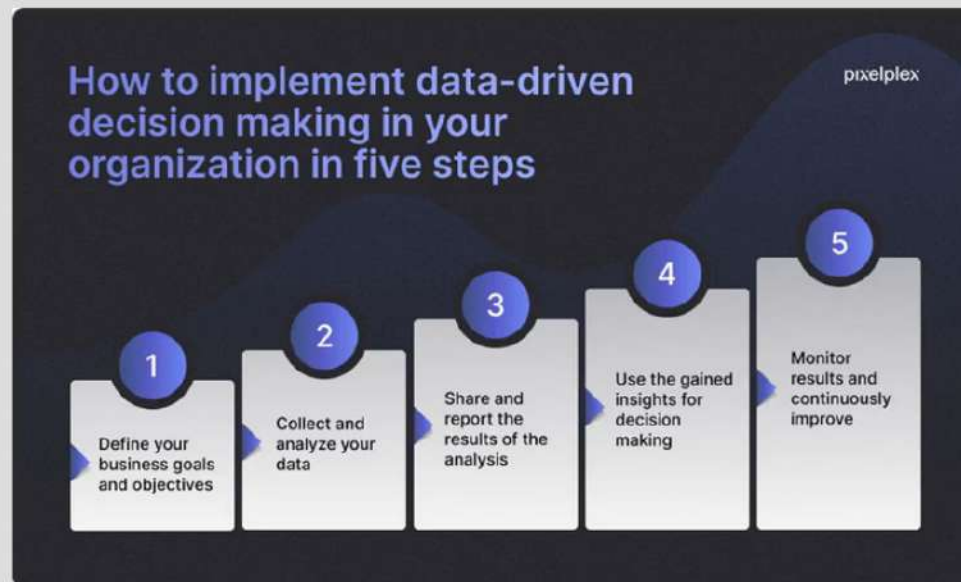 How to implement data-driven
decision making in your
organization in five steps
pixelplex
1
Define your
business goals
and objectives
2
Collect and
analyze your
data
3
Share and
report the
results of the
analysis
4
Use the gained
insights for
decision
making
5
Monitor
results and
continuously
improve